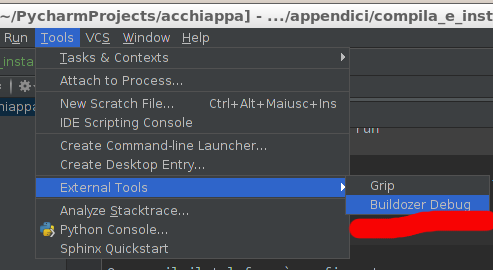 ~/PycharmProjects/acchiappa] - .../appendici/compila_e_inst
Run Tools VCS Window Help
_insta
Tasks & Contexts
Attach to Process...
New Scratch File... Ctrl+Alt+Maiusc+Ins
hiappa
IDE Scripting Console
run
Create Command-line Launcher...
Create Desktop Entry...
External Tools
Grip
Buildozer Debug
Analyze Stacktrace...
Python Console...
Sphinx Quickstart